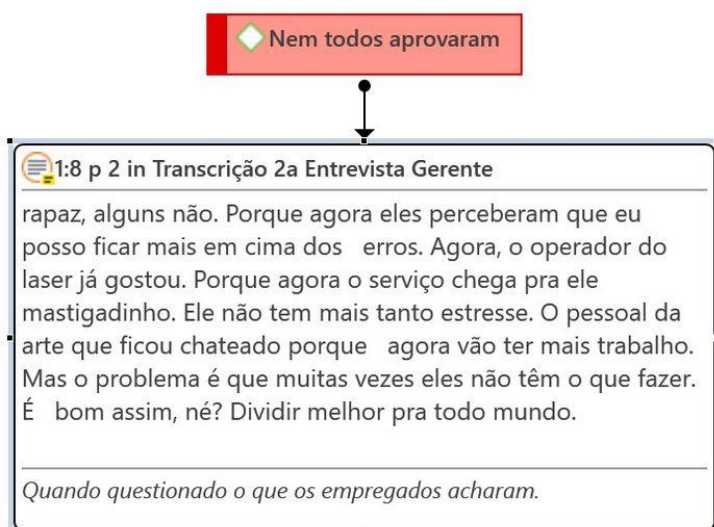 Nem todos aprovaram
1:8 p 2 in Transcrição 2a Entrevista Gerente
rapaz, alguns não. Porque agora eles perceberam que eu
posso ficar mais em cima dos erros. Agora, o operador do
laser já gostou. Porque agora o serviço chega pra ele
mastigadinho. Ele não tem mais tanto estresse. O pessoal da
arte que ficou chateado porque agora vão ter mais trabalho.
Mas o problema é que muitas vezes eles não têm o que fazer.
É bom assim, né? Dividir melhor pra todo mundo.
Quando questionado o que os empregados acharam.